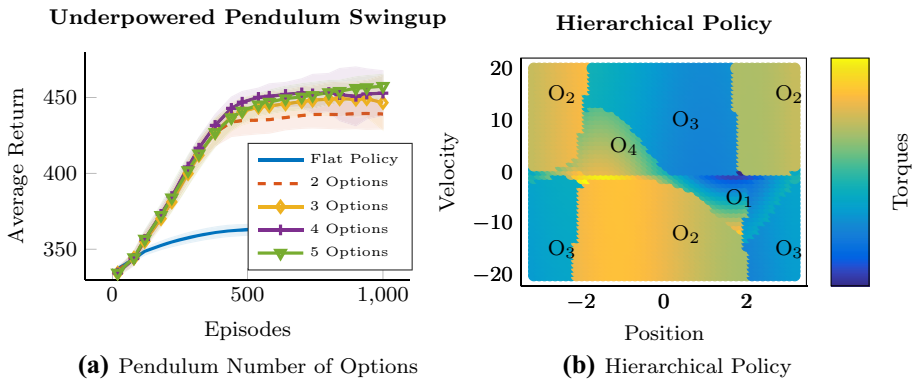 Underpowered Pendulum Swingup
450
400
350
0
500
1,000
Average Return
Episodes
Flat Policy
2 Options
3 Options
4 Options
5 Options
(a) Pendulum Number of Options
Hierarchical Policy
20
10
0
−10
−20
−2
0
2
Velocity
Position
O2
O2
O3
O4
O1
O2
O3
O3
Torques
(b) Hierarchical Policy